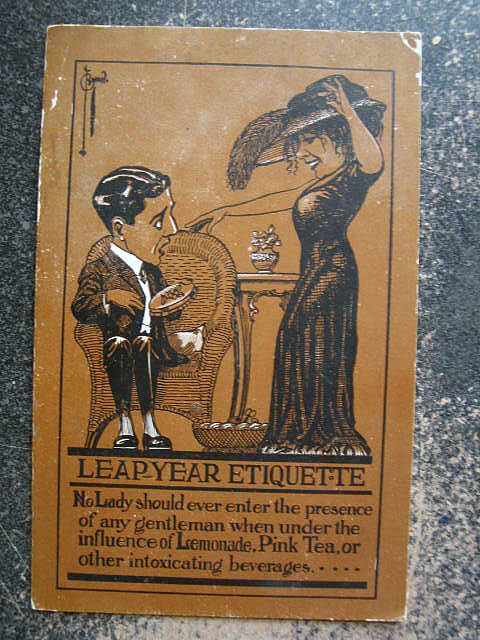 LEAP-YEAR ETIQUETTE
No Lady should ever enter the presence
of any gentleman when under the
influence of Lemonade, Pink Tea, or
other intoxicating beverages. . . . .